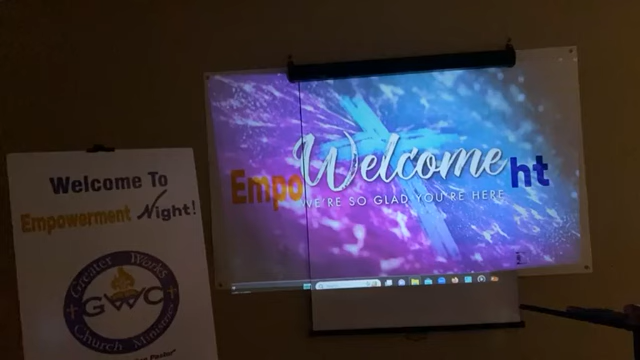 Welcome To
Empowerment Night!
Greater Works
GWC
Church Ministries
Empo
Welcome
ht
WE'RE SO GLAD YOU'RE HERE